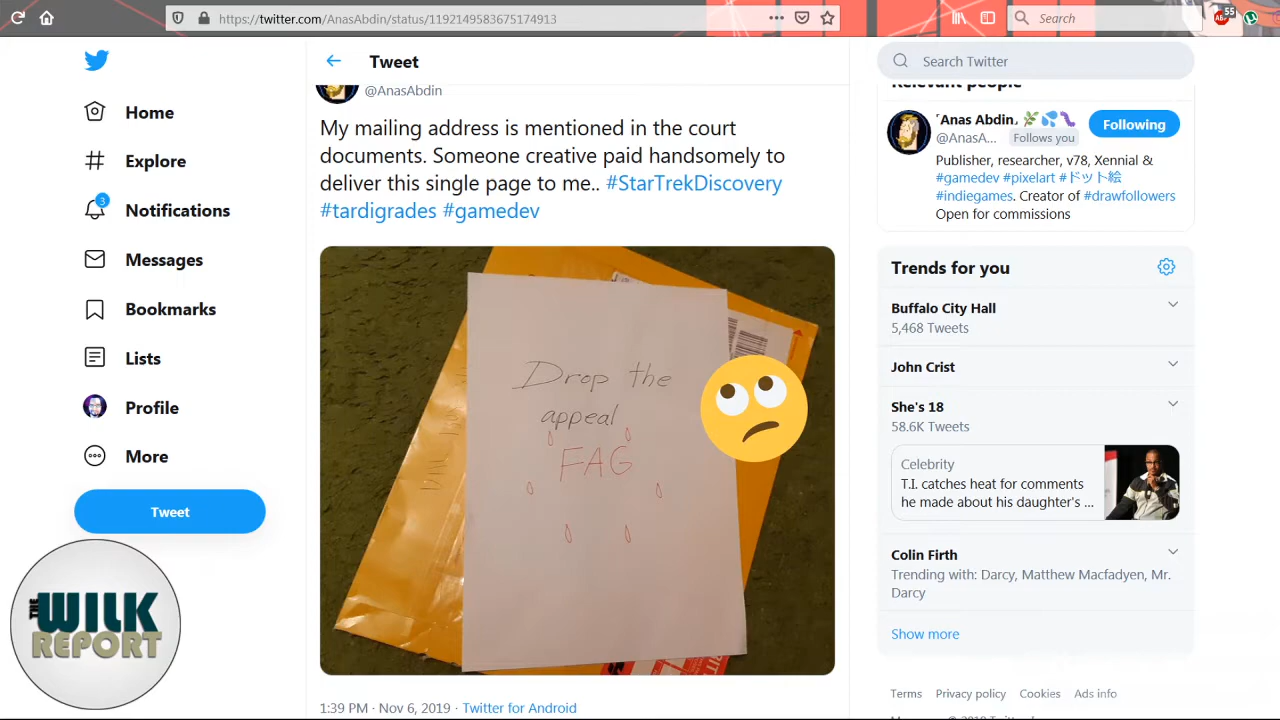 https://twitter.com/AnasAbdin/status/1192149583675174913
Search
55
Home
Explore
3
Notifications
Messages
Bookmarks
Lists
Profile
More
Tweet
THE
WILK
REPORT
Tweet
@AnasAbdin
My mailing address is mentioned in the court
documents. Someone creative paid handsomely to
deliver this single page to me.. #StarTrekDiscovery
#tardigrades #gamedev
Drop the
appeal
FAG
1:39 PM · Nov 6, 2019 · Twitter for Android
Search Twitter
Relevant people
「Anas Abdin」
@AnasA...
Follows you
Following
Publisher, researcher, v78, Xennial &
#gamedev #pixelart #ドット絵
#indiegames. Creator of #drawfollowers
Open for commissions
Trends for you
Buffalo City Hall
5,468 Tweets
John Crist
She's 18
58.6K Tweets
Celebrity
T.I. catches heat for comments
he made about his daughter's ...
Colin Firth
Trending with: Darcy, Matthew Macfadyen, Mr.
Darcy
Show more
Terms Privacy policy Cookies Ads info